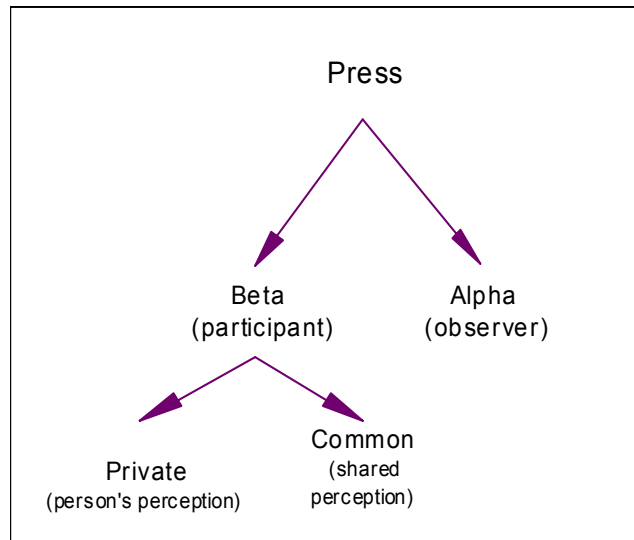 Press
Beta
(participant)
Alpha
(observer)
Private
(person's perception)
Common
(shared
perception)